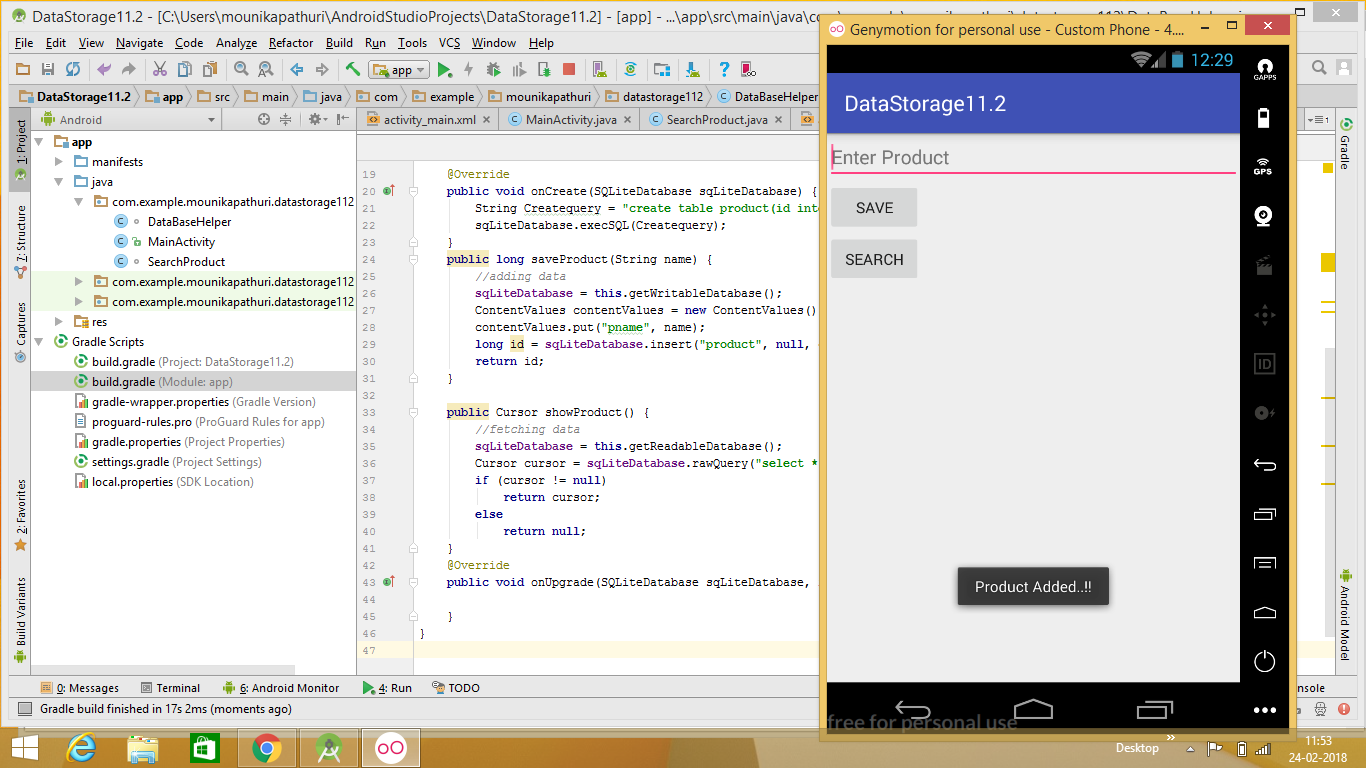 DataStorage11.2 - [C:\Users\mounikapathuri\AndroidStudioProjects\DataStorage11.2] - [app] - ...\app\src\main\java\
File Edit View Navigate Code Analyze Refactor Build Run Tools VCS Window Help
app
DataStorage11.2 app src main java com example mounikapathuri datastorage112 DataBaseHelper
Android
activity_main.xml MainActivity.java SearchProduct.java
1: Project
7: Structure
Captures
2: Favorites
Build Variants
app
manifests
java
com.example.mounikapathuri.datastorage112
DataBaseHelper
MainActivity
SearchProduct
com.example.mounikapathuri.datastorage112
com.example.mounikapathuri.datastorage112
res
Gradle Scripts
build.gradle (Project: DataStorage11.2)
build.gradle (Module: app)
gradle-wrapper.properties (Gradle Version)
proguard-rules.pro (ProGuard Rules for app)
gradle.properties (Project Properties)
settings.gradle (Project Settings)
local.properties (SDK Location)
19 @Override
20 public void onCreate(SQLiteDatabase sqLiteDatabase) {
21 String Createquery = "create table product(id inte
22 sqLiteDatabase.execSQL(Createquery);
23 }
24 public long saveProduct(String name) {
25 //adding data
26 sqLiteDatabase = this.getWritableDatabase();
27 ContentValues contentValues = new ContentValues()
28 contentValues.put("pname", name);
29 long id = sqLiteDatabase.insert("product", null,
30 return id;
31 }
32
33 public Cursor showProduct() {
34 //fetching data
35 sqLiteDatabase = this.getReadableDatabase();
36 Cursor cursor = sqLiteDatabase.rawQuery("select *
37 if (cursor != null)
38 return cursor;
39 else
40 return null;
41 }
42 @Override
43 public void onUpgrade(SQLiteDatabase sqLiteDatabase,
44
45 }
46 }
47
Genymotion for personal use - Custom Phone - 4....
12:29
DataStorage11.2
Enter Product
SAVE
SEARCH
Product Added..!!
free for personal use
GAPPS
GPS
ID
Gradle
Android Model
0: Messages Terminal 6: Android Monitor 4: Run TODO
nsole
Gradle build finished in 17s 2ms (moments ago)
Desktop
11:53
24-02-2018